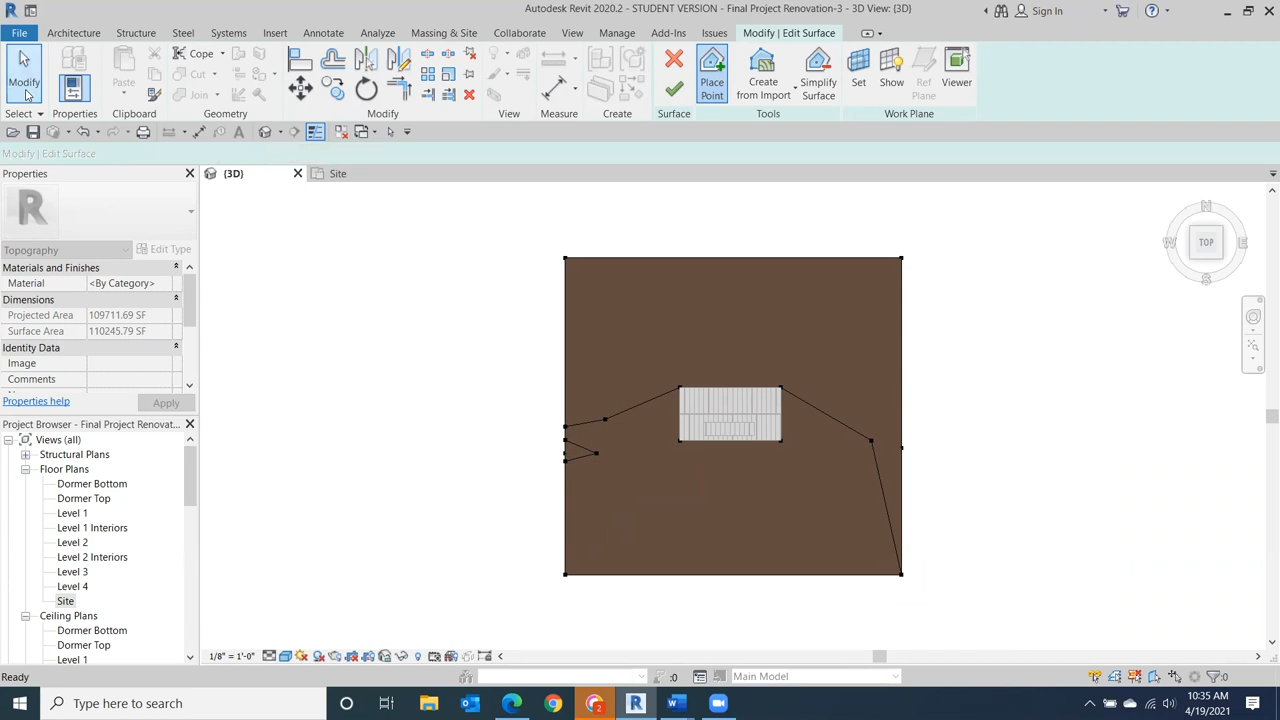 Autodesk Revit 2020.2 - STUDENT VERSION - Final Project Renovation-3 - 3D View: {3D}
Sign In
File Architecture Structure Steel Systems Insert Annotate Analyze Massing & Site Collaborate View Manage Add-Ins Issues Modify | Edit Surface
Modify
Paste
Cope
Cut
Join
Place Point
Create from Import
Simplify Surface
Set
Show
Ref Plane
Viewer
Select Properties Clipboard Geometry Modify View Measure Create Surface Tools Work Plane
Modify | Edit Surface
Properties
{3D}
Site
Topography
Edit Type
Materials and Finishes
Material <By Category>
Dimensions
Projected Area 109711.69 SF
Surface Area 110245.79 SF
Identity Data
Image
Comments
Properties help
Apply
Project Browser - Final Project Renovat...
Views (all)
Structural Plans
Floor Plans
Dormer Bottom
Dormer Top
Level 1
Level 1 Interiors
Level 2
Level 2 Interiors
Level 3
Level 4
Site
Ceiling Plans
Dormer Bottom
Dormer Top
Level 1
N
W
TOP
E
S
1/8" = 1'-0"
Ready
:0
Main Model
:0
Type here to search
2
10:35 AM
4/19/2021